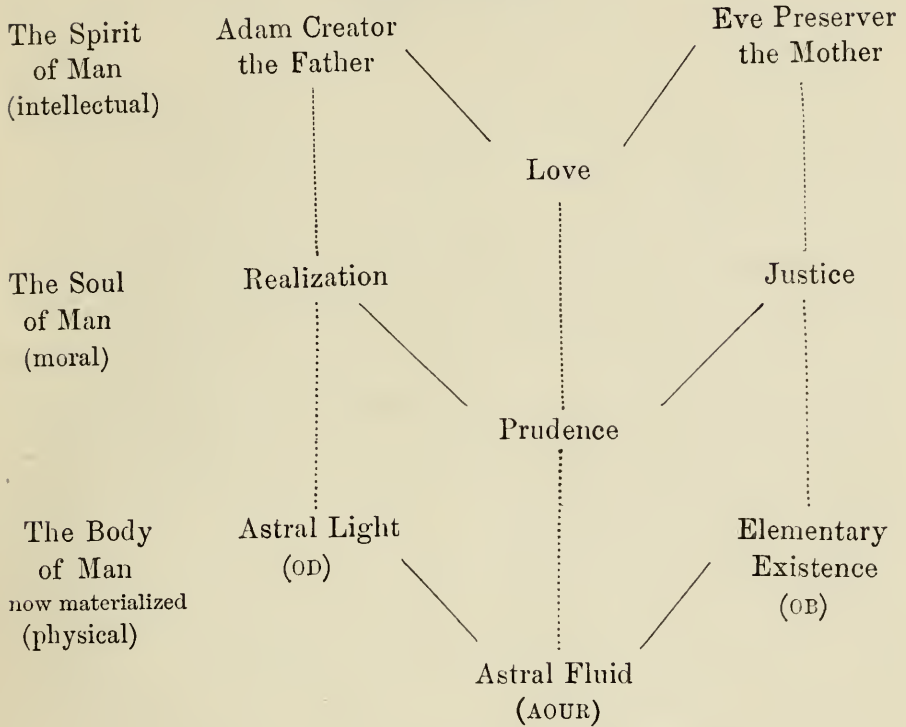 The Spirit
of Man
(intellectual)
Adam Creator
the Father
Eve Preserver
the Mother
Love
The Soul
of Man
(moral)
Realization
Justice
Prudence
The Body
of Man
now materialized
(physical)
Astral Light
(OD)
Elementary
Existence
(OB)
Astral Fluid
(AOUR)